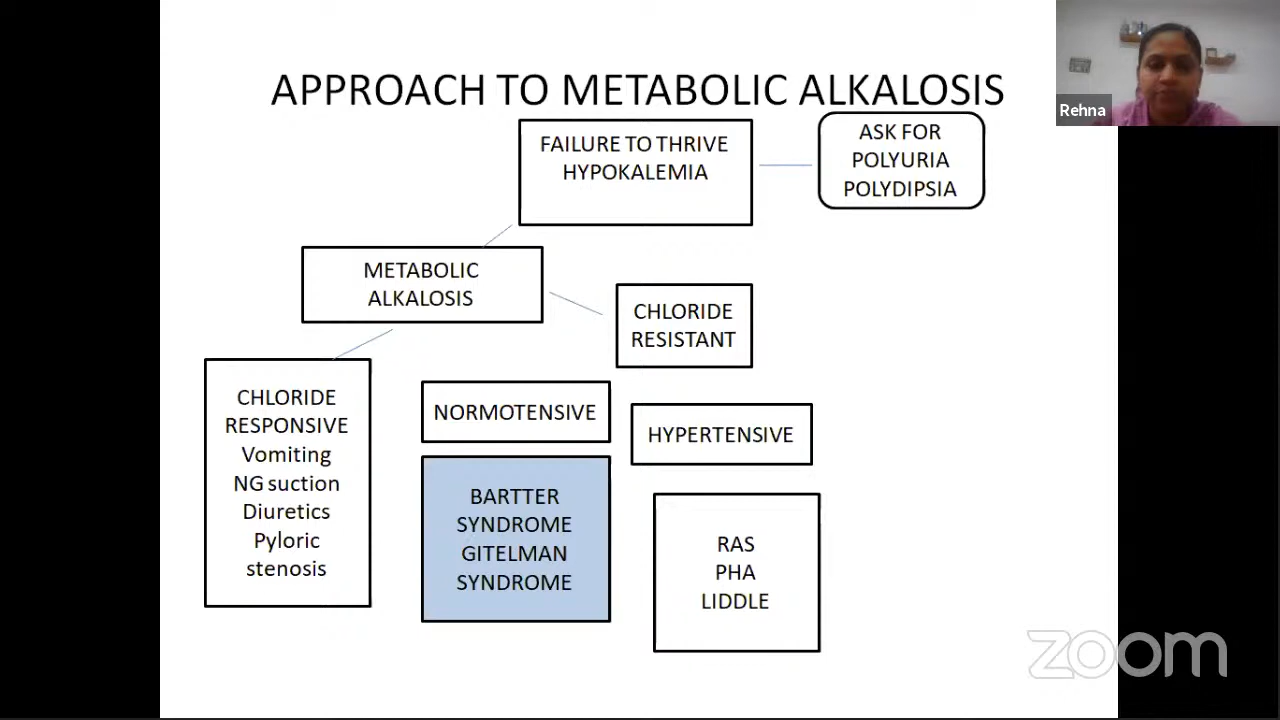 APPROACH TO METABOLIC ALKALOSIS
Rehna
FAILURE TO THRIVE
HYPOKALEMIA
ASK FOR
POLYURIA
POLYDIPSIA
METABOLIC
ALKALOSIS
CHLORIDE
RESISTANT
CHLORIDE
RESPONSIVE
Vomiting
NG suction
Diuretics
Pyloric
stenosis
NORMOTENSIVE
HYPERTENSIVE
BARTTER
SYNDROME
GITELMAN
SYNDROME
RAS
PHA
LIDDLE
zoom